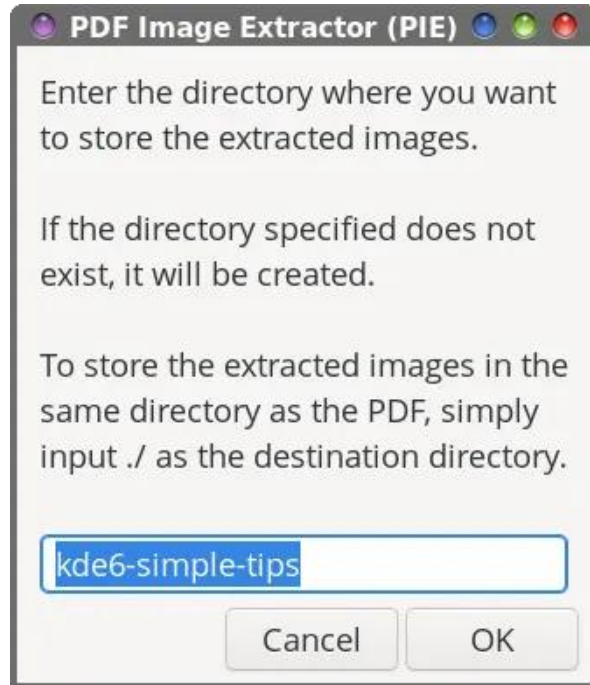 PDF Image Extractor (PIE)
Enter the directory where you want
to store the extracted images.
If the directory specified does not
exist, it will be created.
To store the extracted images in the
same directory as the PDF, simply
input ./ as the destination directory.
kde6-simple-tips
Cancel OK